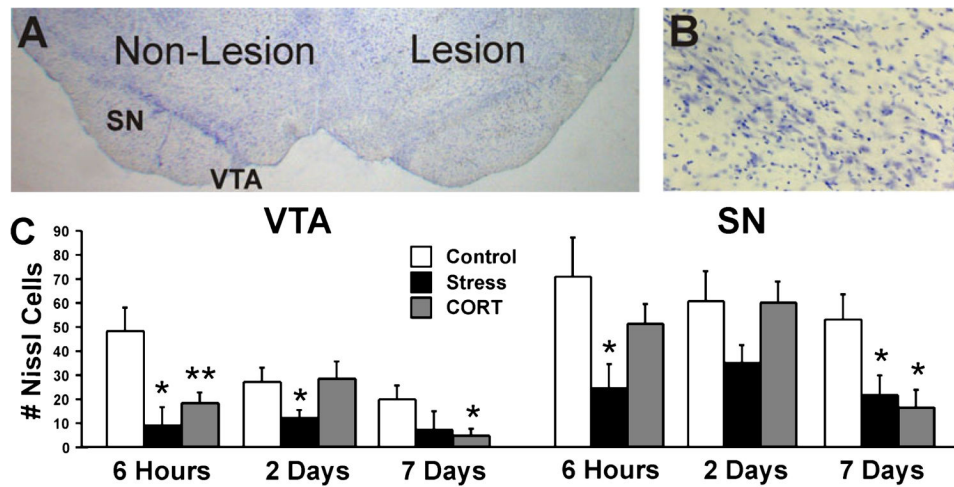 A
Non-Lesion
Lesion
SN
VTA
B
C
VTA
SN
# Nissl Cells
90
80
70
60
50
40
30
20
10
0
Control
Stress
CORT
*
**
*
*
*
*
*
6 Hours
2 Days
7 Days
6 Hours
2 Days
7 Days